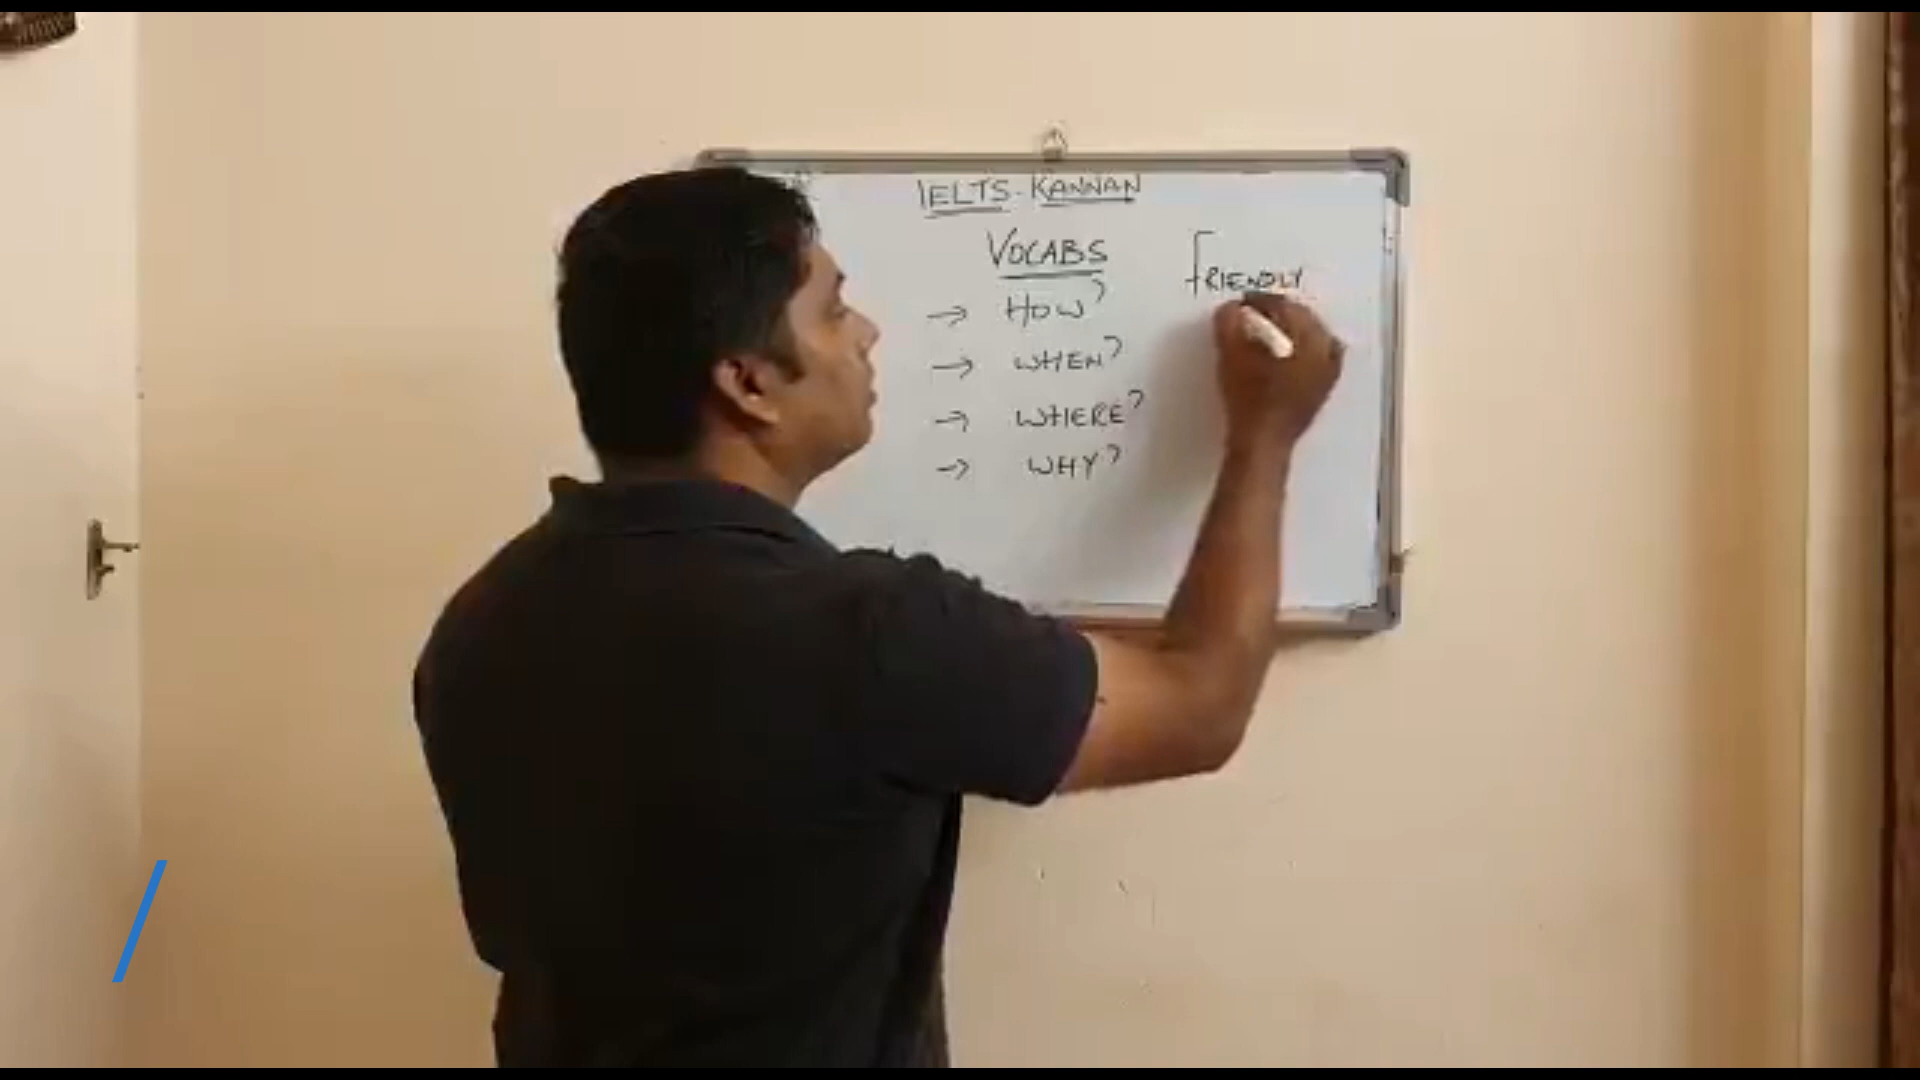 IELTS-KANNAN
VOCABS
→ HOW?
→ WHEN?
→ WHERE?
→ WHY?
FRIENDLY